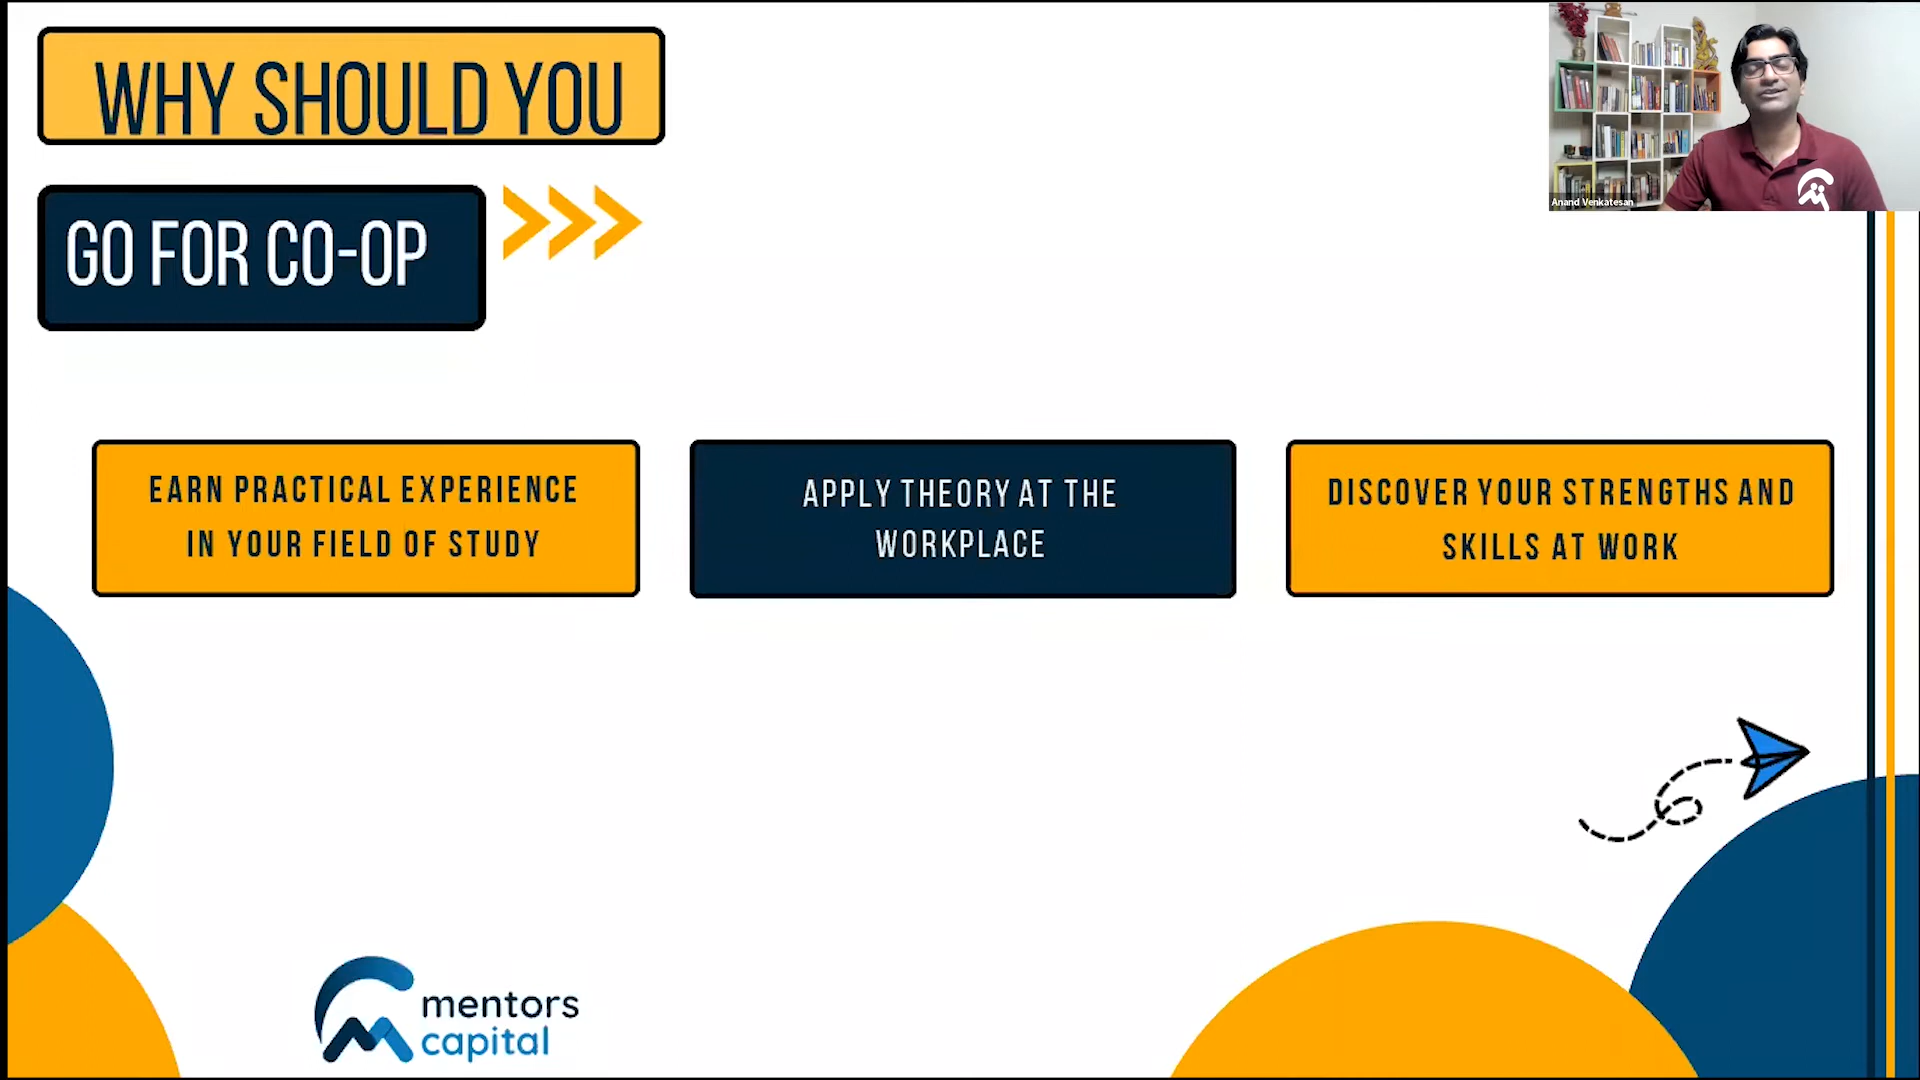 WHY SHOULD YOU
GO FOR CO-OP
Anand Venkatesan
EARN PRACTICAL EXPERIENCE
IN YOUR FIELD OF STUDY
APPLY THEORY AT THE
WORKPLACE
DISCOVER YOUR STRENGTHS AND
SKILLS AT WORK
mentors
capital